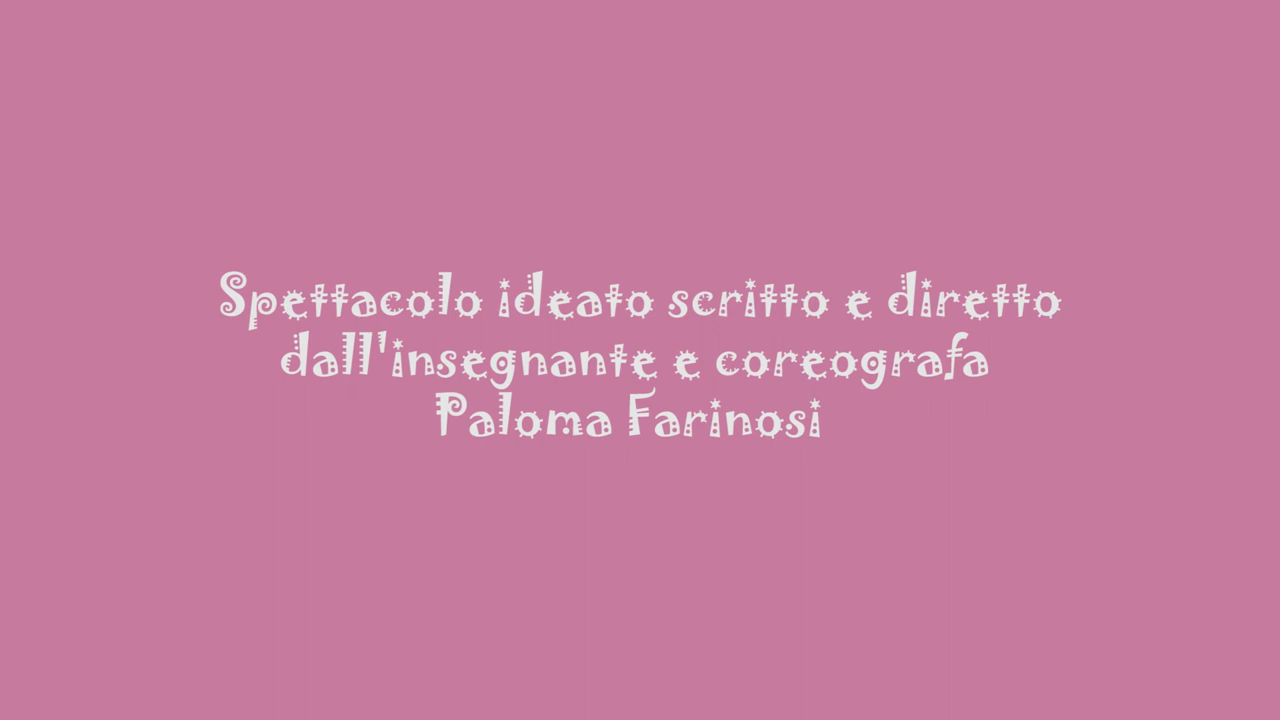 Spettacolo ideato scritto e diretto
dall'insegnante e coreografa
Paloma Farinosi